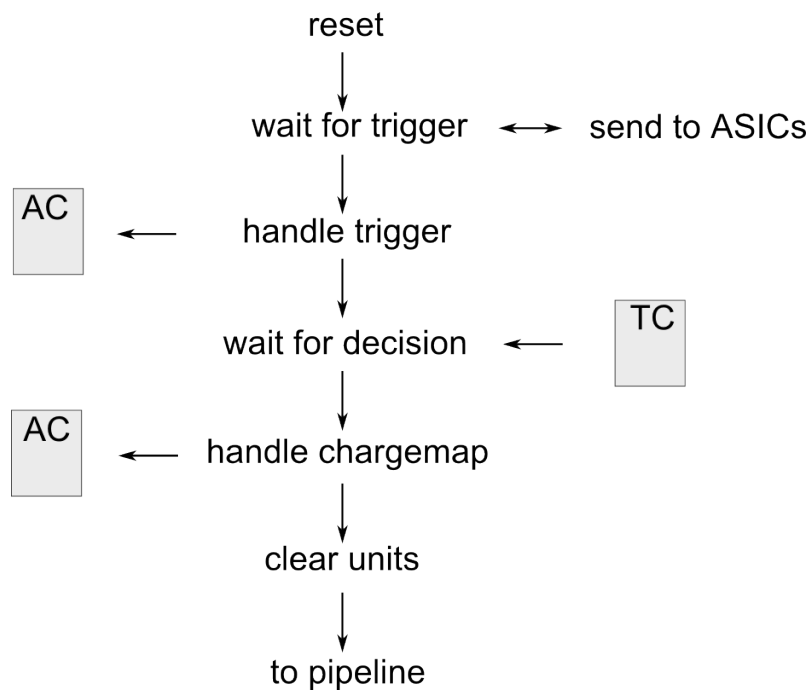 reset
wait for trigger
send to ASICs
AC
handle trigger
wait for decision
TC
AC
handle chargemap
clear units
to pipeline